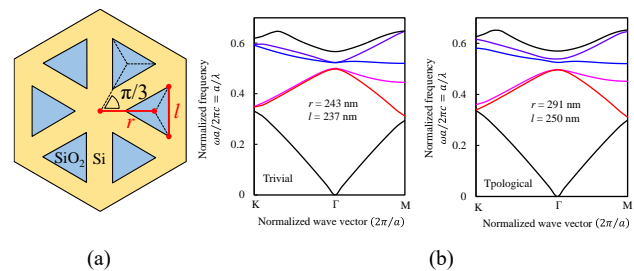 π/3
r
l
SiO₂
Si
(a)
Normalized frequency
ωa/2πc = a/λ
0.6
0.4
0.2
0
r = 243 nm
l = 237 nm
Trivial
K
Γ
M
Normalized wave vector (2π/a)
Normalized frequency
ωa/2πc = a/λ
0.6
0.4
0.2
0
r = 291 nm
l = 250 nm
Tpological
K
Γ
M
Normalized wave vector (2π/a)
(b)